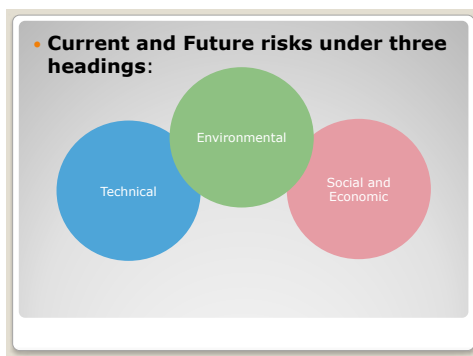 • Current and Future risks under three
headings:
Environmental
Technical
Social and
Economic